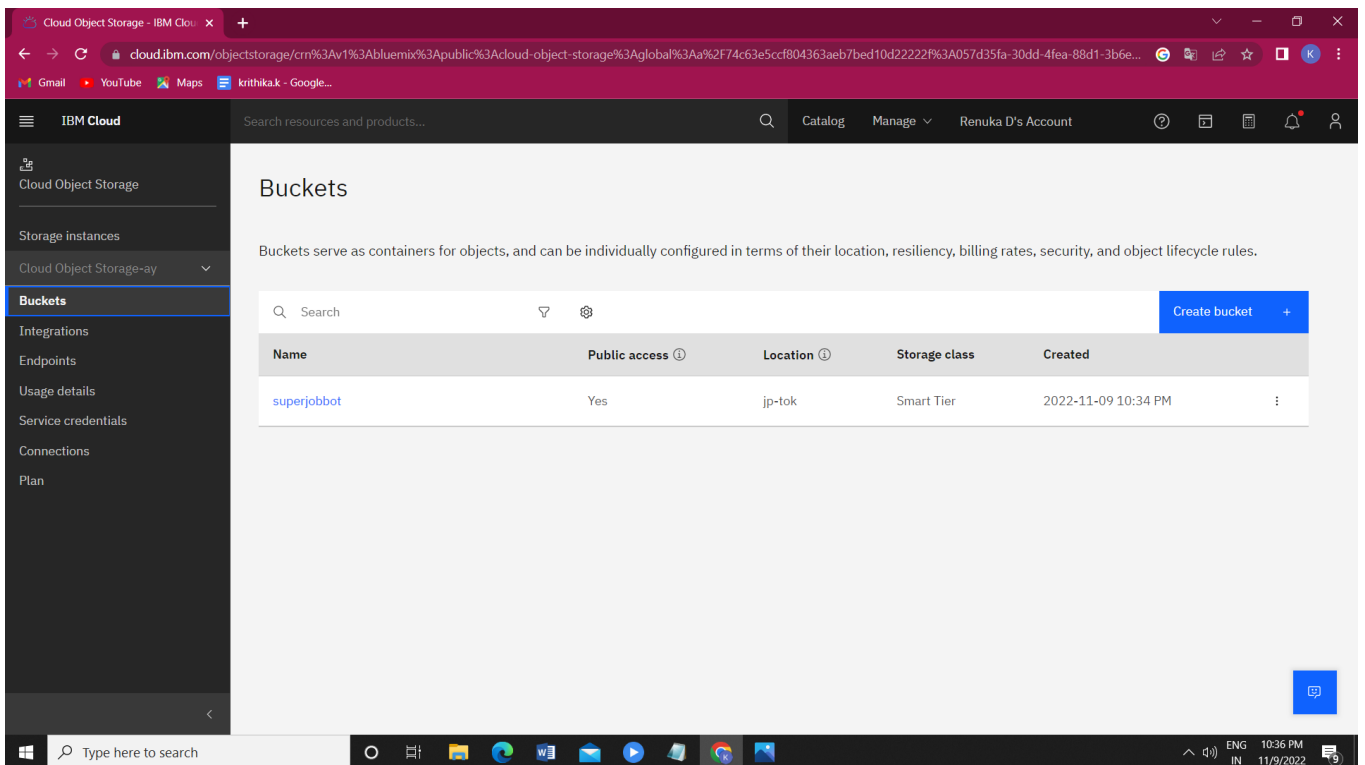 Cloud Object Storage - IBM Clou
cloud.ibm.com/objectstorage/crn%3Av1%3Abluemix%3Apublic%3Acloud-object-storage%3Aglobal%3Aa%2F74c63e5ccf804363aeb7bed10d22222f%3A057d35fa-30dd-4fea-88d1-3b6e...
K
Gmail YouTube Maps krithika.k - Google...
IBM Cloud Search resources and products... Catalog Manage Renuka D's Account
Cloud Object Storage
Storage instances
Cloud Object Storage-ay
Buckets
Integrations
Endpoints
Usage details
Service credentials
Connections
Plan
Buckets
Buckets serve as containers for objects, and can be individually configured in terms of their location, resiliency, billing rates, security, and object lifecycle rules.
Search Create bucket +
Name Public access Location Storage class Created
superjobbot Yes jp-tok Smart Tier 2022-11-09 10:34 PM
Type here to search
ENG 10:36 PM
IN 11/9/2022 9